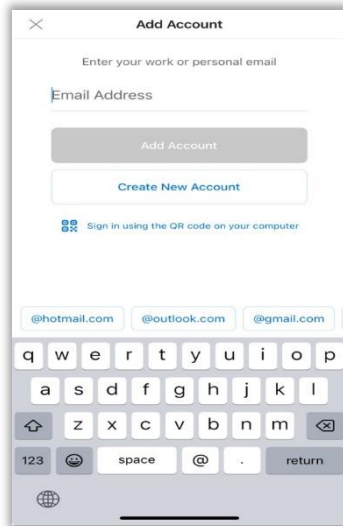 Add Account
Enter your work or personal email
Email Address
Add Account
Create New Account
Sign in using the QR code on your computer
@hotmail.com @outlook.com @gmail.com
q w e r t y u i o p
a s d f g h j k l
z x c v b n m
123 space @ . return